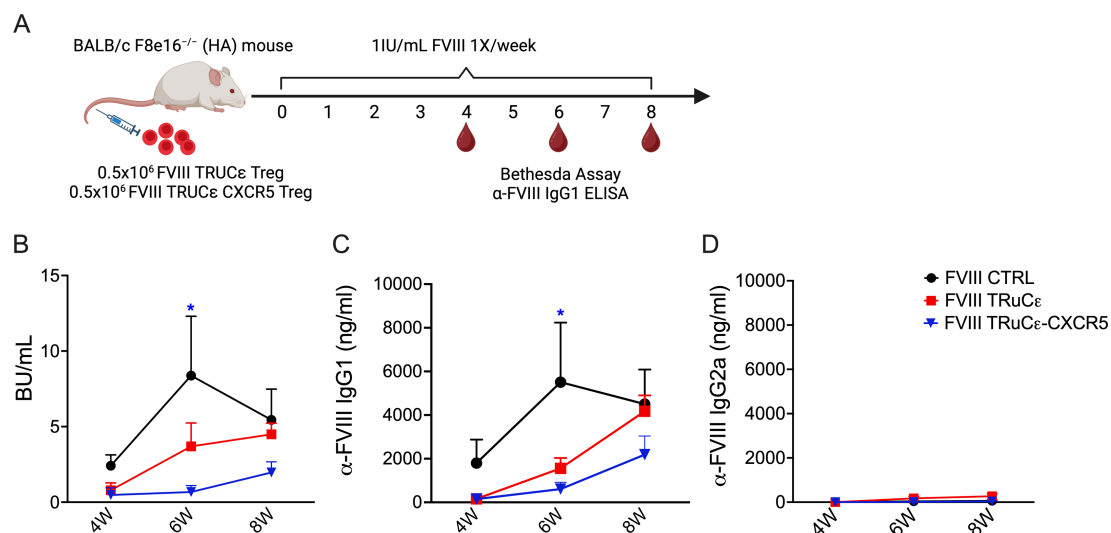 A
BALB/c F8e16⁻/⁻ (HA) mouse
1IU/mL FVIII 1X/week
0 1 2 3 4 5 6 7 8
0.5x10⁶ FVIII TRUCε Treg
0.5x10⁶ FVIII TRUCε CXCR5 Treg
Bethesda Assay
α-FVIII IgG1 ELISA
B
BU/mL
15
10
5
0
4W 6W 8W
C
α-FVIII IgG1 (ng/ml)
10000
8000
6000
4000
2000
0
4W 6W 8W
*
*
D
α-FVIII IgG2a (ng/ml)
10000
8000
6000
4000
2000
0
4W 6W 8W
FVIII CTRL
FVIII TRuCε
FVIII TRuCε-CXCR5